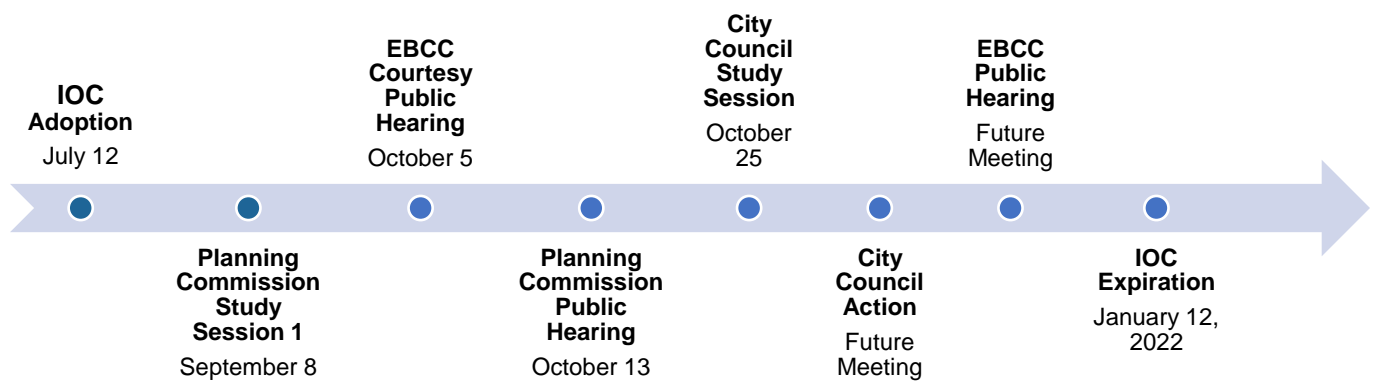 IOC
Adoption
July 12
Planning
Commission
Study
Session 1
September 8
EBCC
Courtesy
Public
Hearing
October 5
Planning
Commission
Public
Hearing
October 13
City
Council
Study
Session
October
25
City
Council
Action
Future
Meeting
EBCC
Public
Hearing
Future
Meeting
IOC
Expiration
January 12,
2022